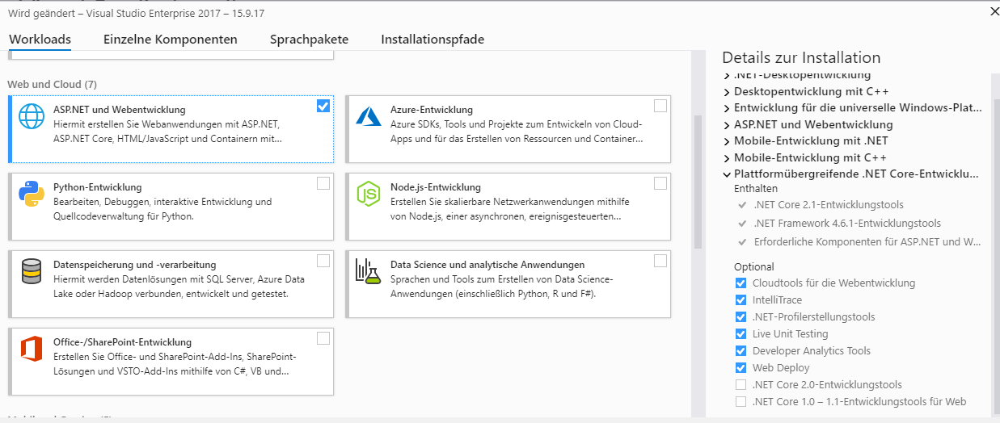 Wird geändert – Visual Studio Enterprise 2017 – 15.9.17
Workloads
Einzelne Komponenten
Sprachpakete
Installationspfade
Web und Cloud (7)
ASP.NET und Webentwicklung
Hiermit erstellen Sie Webanwendungen mit ASP.NET,
ASP.NET Core, HTML/JavaScript und Containern mit...
Azure-Entwicklung
Azure SDKs, Tools und Projekte zum Entwickeln von Cloud-
Apps und für das Erstellen von Ressourcen und Container...
Python-Entwicklung
Bearbeiten, Debuggen, interaktive Entwicklung und
Quellcodeverwaltung für Python.
Node.js-Entwicklung
Erstellen Sie skalierbare Netzwerkanwendungen mithilfe
von Node.js, einer asynchronen, ereignisgesteuerten...
Datenspeicherung und -verarbeitung
Hiermit werden Datenlösungen mit SQL Server, Azure Data
Lake oder Hadoop verbunden, entwickelt und getestet.
Data Science und analytische Anwendungen
Sprachen und Tools zum Erstellen von Data Science-
Anwendungen (einschließlich Python, R und F#).
Office-/SharePoint-Entwicklung
Erstellen Sie Office- und SharePoint-Add-Ins, SharePoint-
Lösungen und VSTO-Add-Ins mithilfe von C#, VB und...
Details zur Installation
.NET-Desktopentwicklung
Desktopentwicklung mit C++
Entwicklung für die universelle Windows-Plat...
ASP.NET und Webentwicklung
Mobile-Entwicklung mit .NET
Mobile-Entwicklung mit C++
Plattformübergreifende .NET Core-Entwicklu...
Enthalten
.NET Core 2.1-Entwicklungstools
.NET Framework 4.6.1-Entwicklungstools
Erforderliche Komponenten für ASP.NET und W...
Optional
Cloudtools für die Webentwicklung
IntelliTrace
.NET-Profilerstellungstools
Live Unit Testing
Developer Analytics Tools
Web Deploy
.NET Core 2.0-Entwicklungstools
.NET Core 1.0 – 1.1-Entwicklungstools für Web